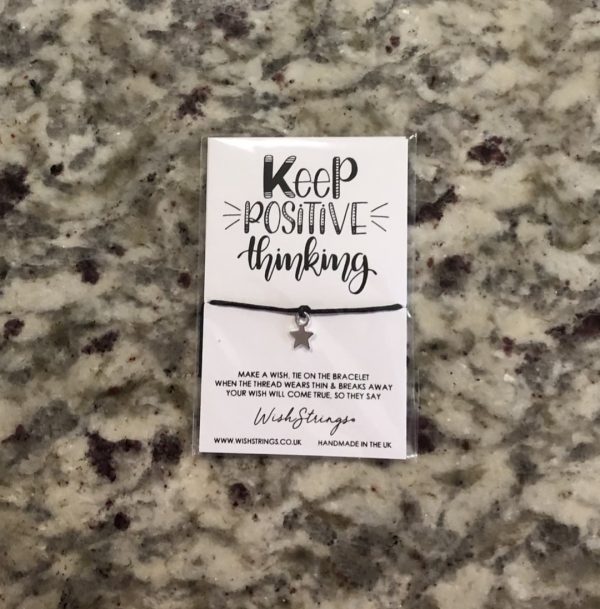 KeeP
POSITIVE
thinking
MAKE A WISH, TIE ON THE BRACELET
WHEN THE THREAD WEARS THIN & BREAKS AWAY
YOUR WISH WILL COME TRUE, SO THEY SAY
WishStrings®
WWW.WISHSTRINGS.CO.UK HANDMADE IN THE UK